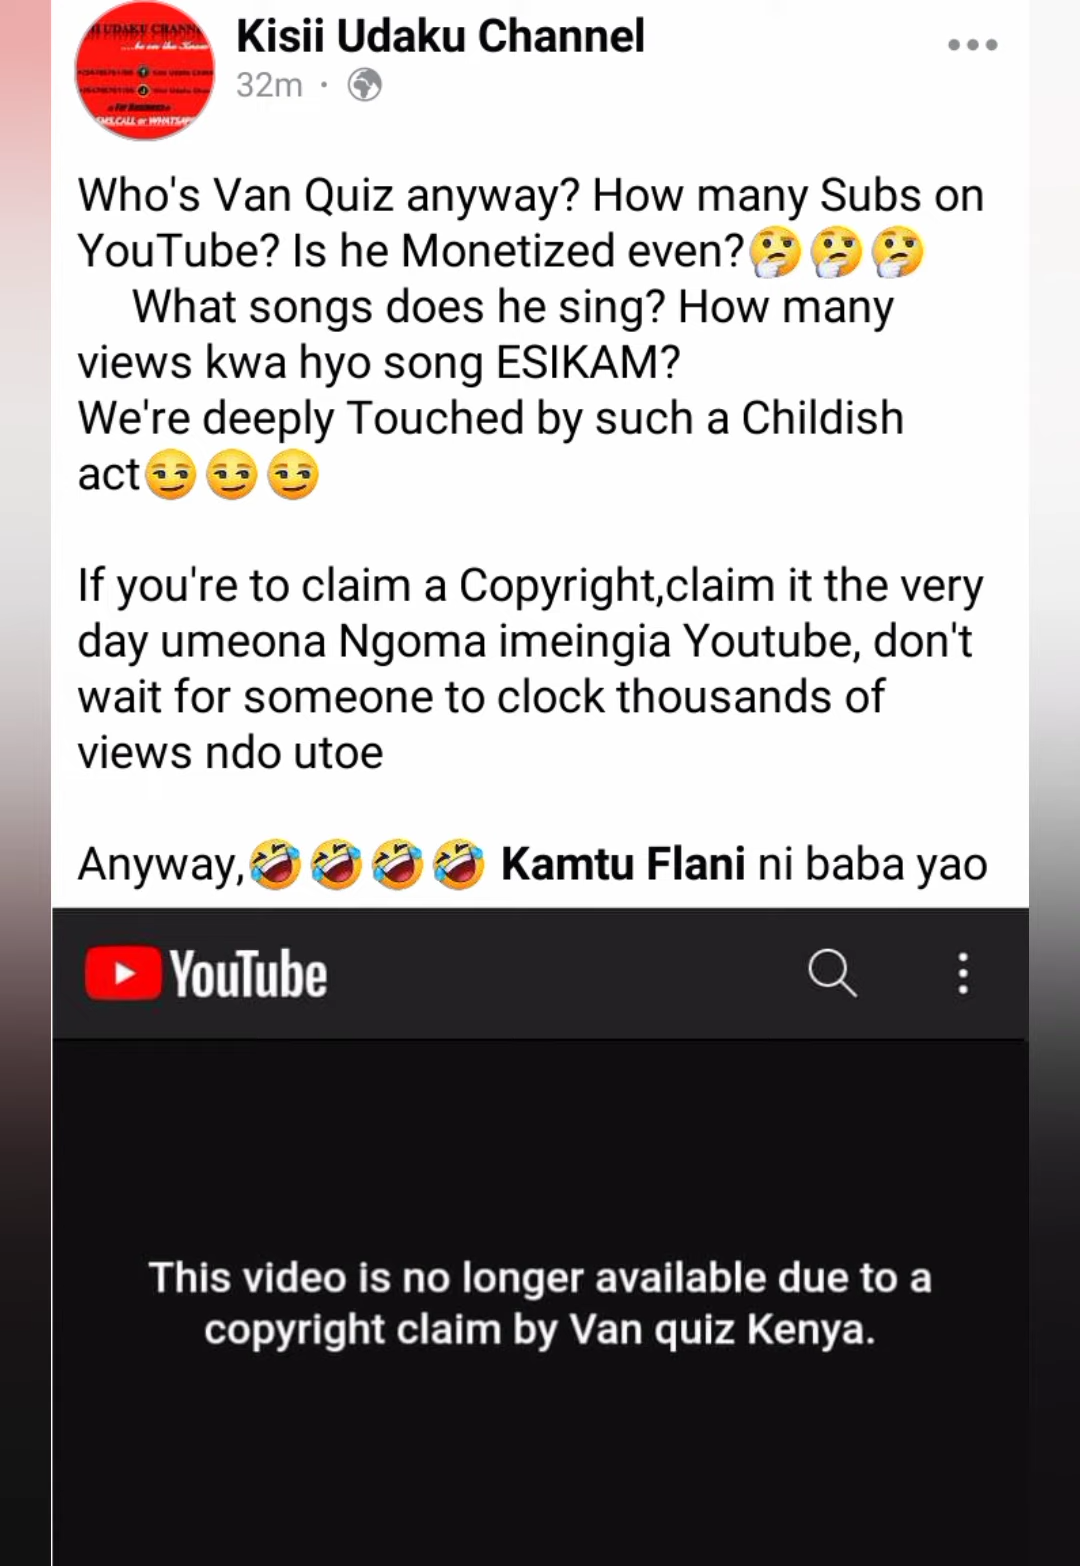 II UDAKU CHANN
Kisii Udaku Channel
32m ·
Who's Van Quiz anyway? How many Subs on
YouTube? Is he Monetized even?🤔🤔🤔
What songs does he sing? How many
views kwa hyo song ESIKAM?
We're deeply Touched by such a Childish
act😏😏😏
If you're to claim a Copyright,claim it the very
day umeona Ngoma imeingia Youtube, don't
wait for someone to clock thousands of
views ndo utoe
Anyway,🤣🤣🤣🤣 Kamtu Flani ni baba yao
YouTube
This video is no longer available due to a
copyright claim by Van quiz Kenya.